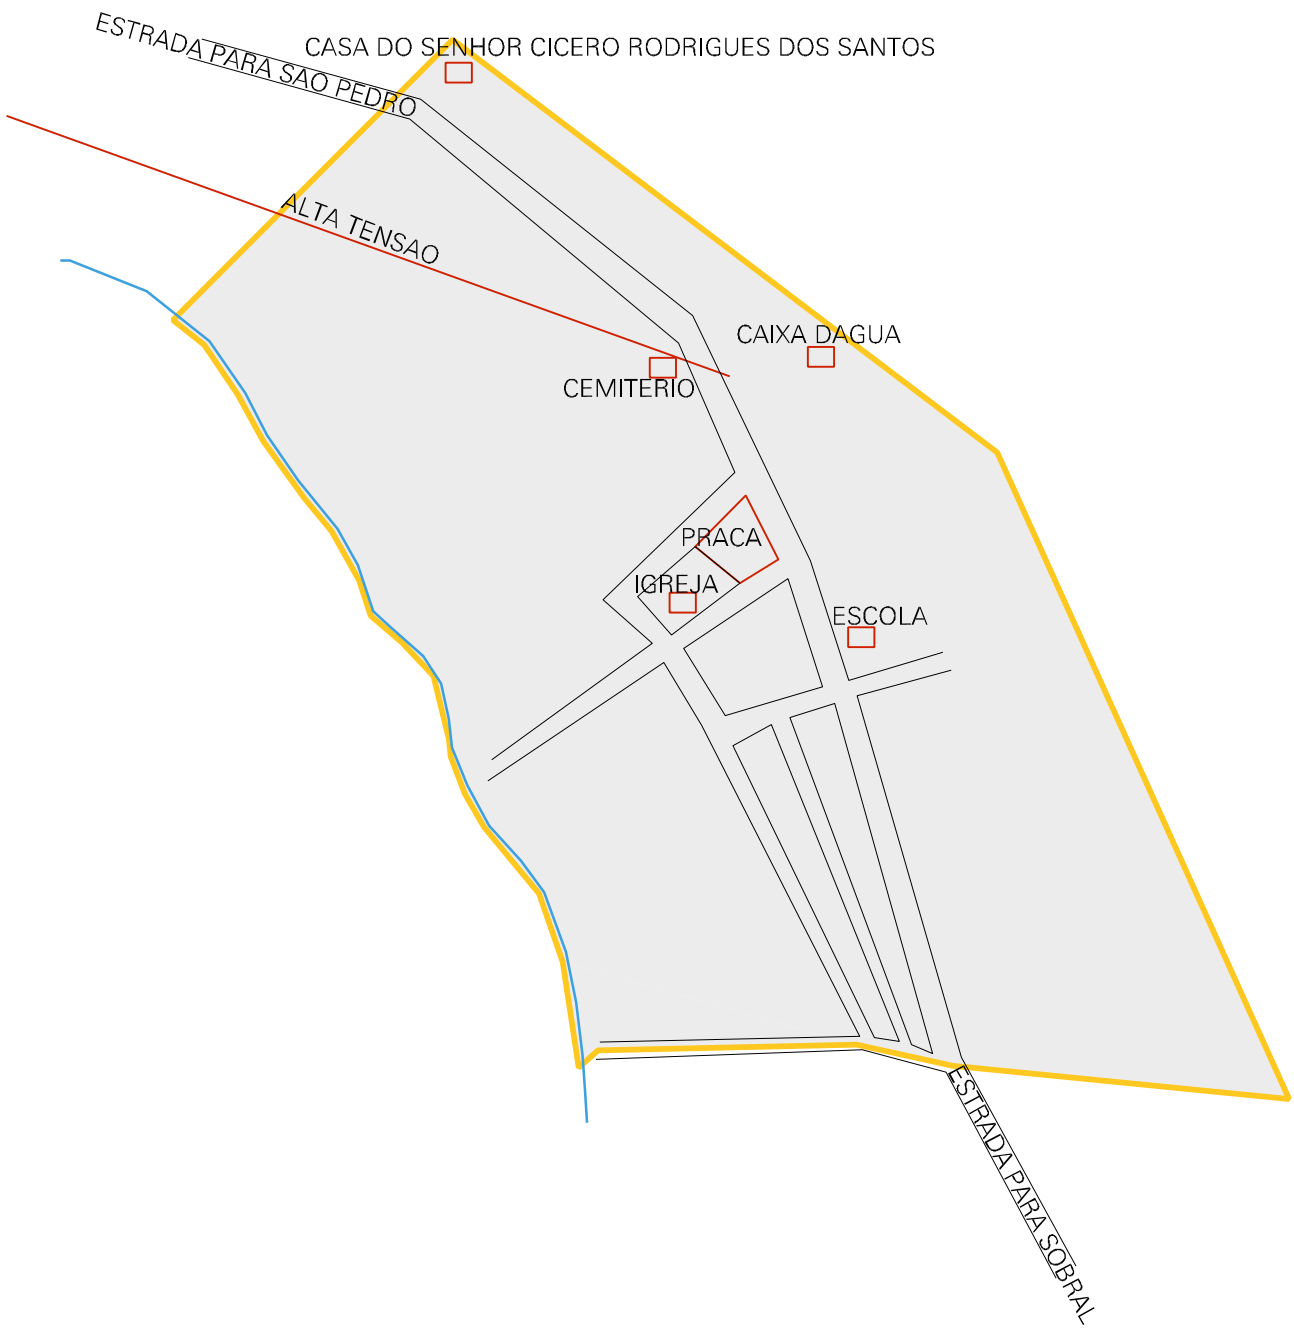 ESTRADA PARA SAO PEDRO
CASA DO SENHOR CICERO RODRIGUES DOS SANTOS
ALTA TENSAO
CAIXA DAGUA
CEMITERIO
PRACA
IGREJA
ESCOLA
ESTRADA PARA SOBRAL